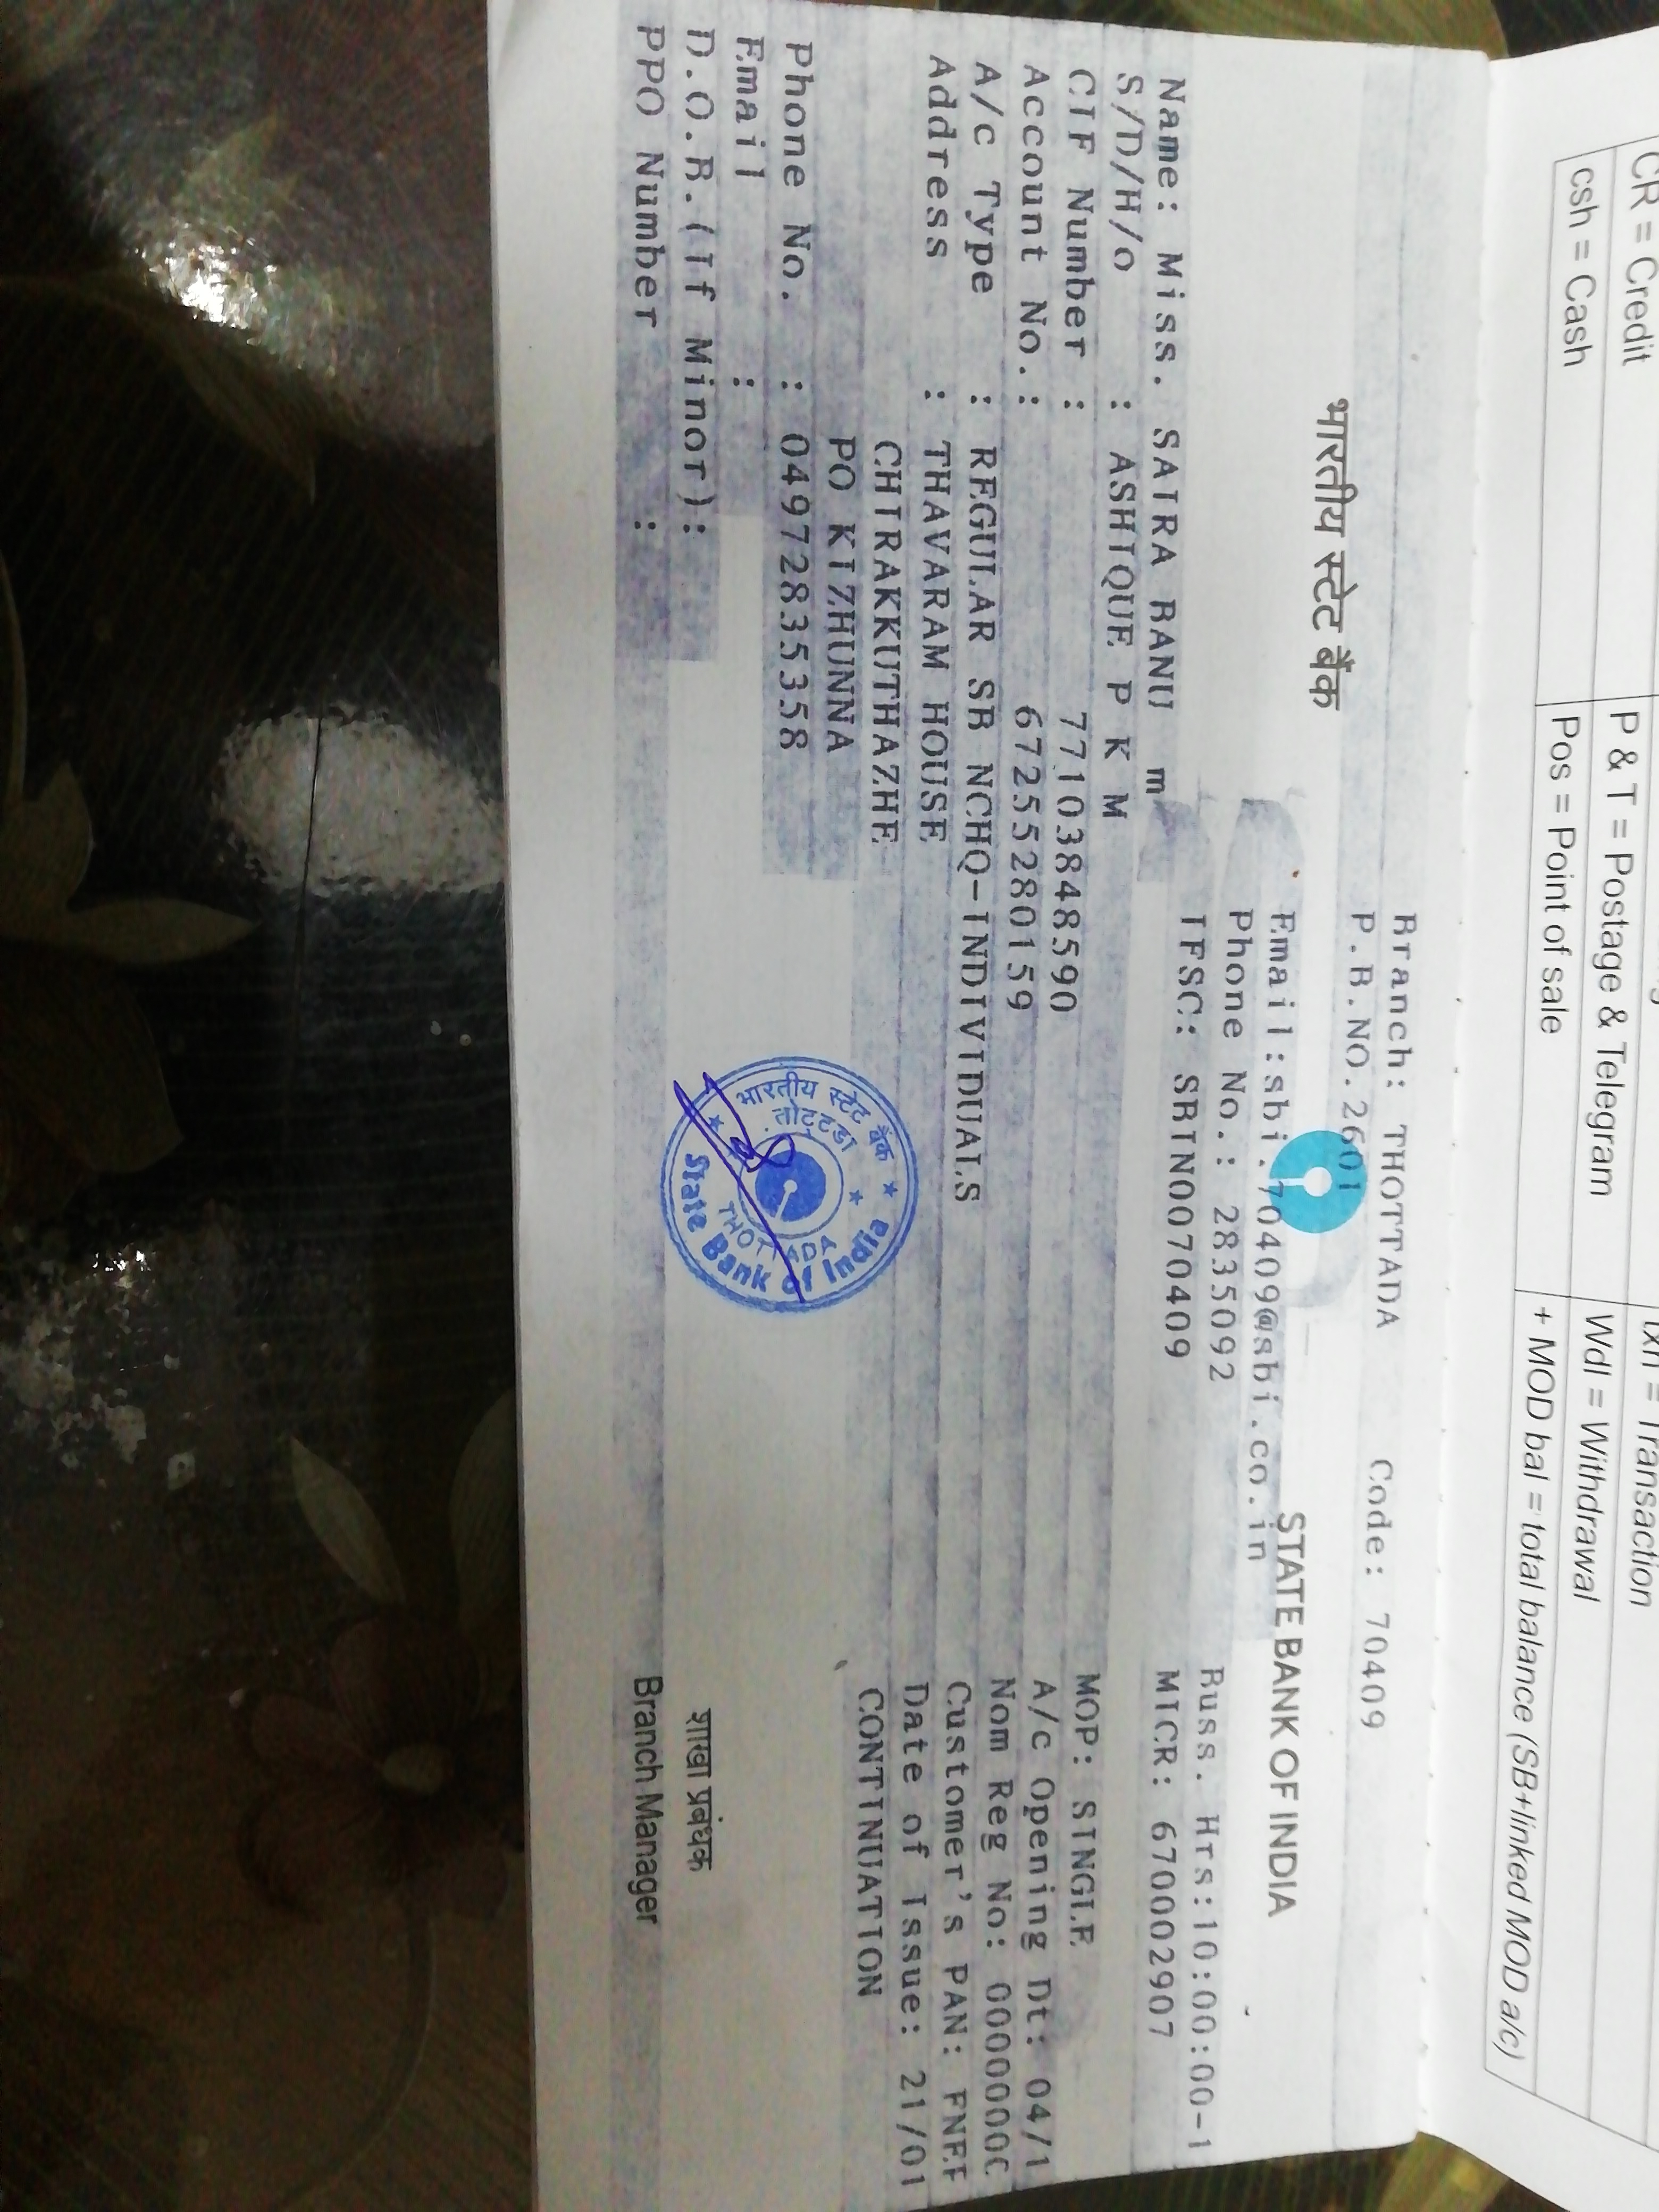 CR = Credit
P & T = Postage & Telegram
Txn = Transaction
csh = Cash
Pos = Point of sale
Wdl = Withdrawal
+ MOD bal = total balance (SB+linked MOD a/c)
Branch: THOTTADA Code: 70409
P.B.NO.2601
भारतीय स्टेट बैंक
STATE BANK OF INDIA
Email:sbi.70409@sbi.co.in
Phone No.: 2835092 Buss. Hrs:10:00:00-1
IFSC: SBIN0070409 MICR: 670002907
Name: Miss. SAIRA BANU m
S/D/H/o : ASHIQUE P K M MOP: SINGLE
CIF Number : 77103848590 A/c Opening Dt: 04/1
Account No.: 67255280159 Nom Reg No: 00000000
A/c Type : REGULAR SB NCHQ-INDIVIDUALS Customer's PAN:
Address : THAVARAM HOUSE Date of Issue: 21/01
CHIRAKKUTHAZHE CONTINUATION
PO KIZHUNNA
Phone No. : 04972835358
Email :
D.O.B.(If Minor):
PPO Number :
शाखा प्रबंधक
Branch Manager
भारतीय स्टेट बैंक
तोट्टडा
THOTTADA
State Bank of India